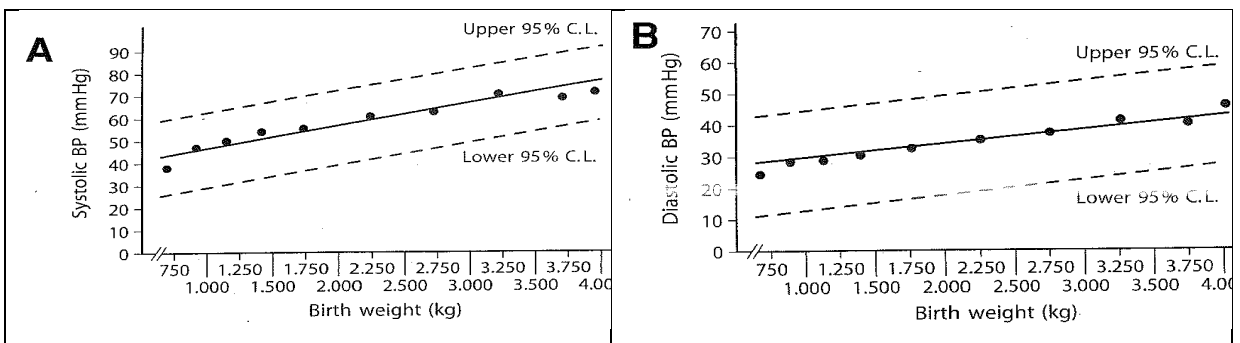 A
Systolic BP (mmHg)
90
80
70
60
50
40
30
20
10
0
Upper 95% C.L.
Lower 95% C.L.
750 1.250 1.750 2.250 2.750 3.250 3.750
1.000 1.500 2.000 2.500 3.000 3.500 4.00
Birth weight (kg)
B
Diastolic BP (mmHg)
70
60
50
40
30
20
10
0
Upper 95% C.L.
Lower 95% C.L.
750 1.250 1.750 2.250 2.750 3.250 3.750
1.000 1.500 2.000 2.500 3.000 3.500 4.00
Birth weight (kg)